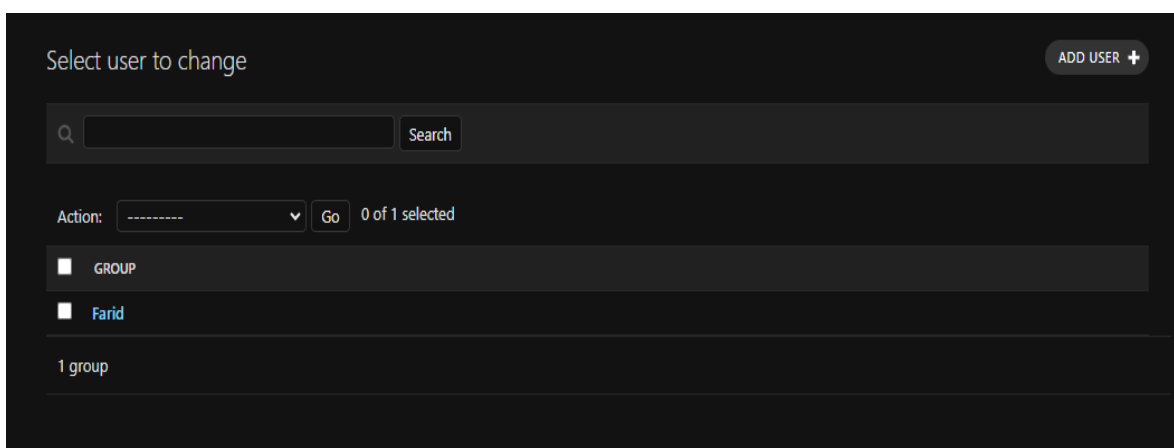 Select user to change
ADD USER +
Search
Action: --------- Go 0 of 1 selected
GROUP
Farid
1 group